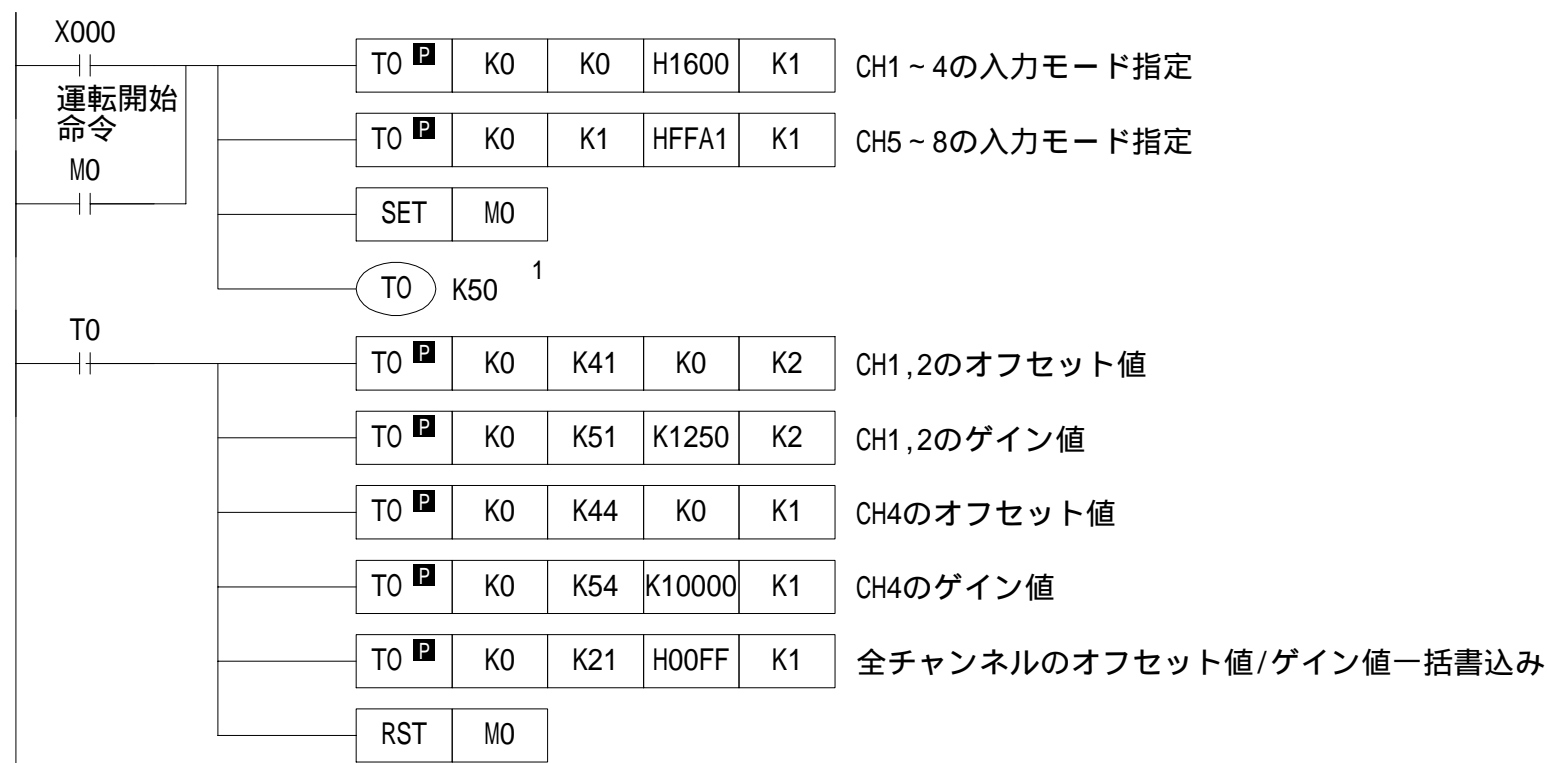 X000
TO P K0 K0 H1600 K1 CH1~4の入力モード指定
運転開始
命令
TO P K0 K1 HFFA1 K1 CH5~8の入力モード指定
M0
SET M0
T0 K50 1
T0
TO P K0 K41 K0 K2 CH1,2のオフセット値
TO P K0 K51 K1250 K2 CH1,2のゲイン値
TO P K0 K44 K0 K1 CH4のオフセット値
TO P K0 K54 K10000 K1 CH4のゲイン値
TO P K0 K21 H00FF K1 全チャンネルのオフセット値/ゲイン値一括書込み
RST M0